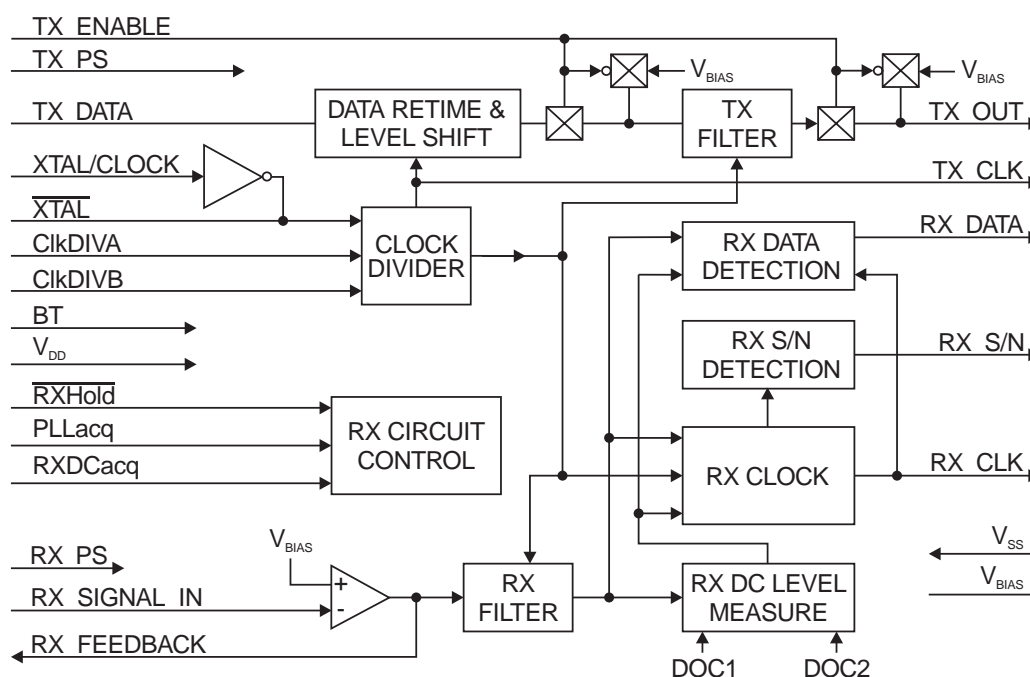 TX ENABLE
TX PS
V_BIAS
V_BIAS
TX DATA
DATA RETIME &
LEVEL SHIFT
TX
FILTER
TX OUT
XTAL/CLOCK
TX CLK
XTAL
ClkDIVA
ClkDIVB
CLOCK
DIVIDER
RX DATA
DETECTION
RX DATA
BT
V_DD
RX S/N
DETECTION
RX S/N
RXHold
PLLacq
RXDCacq
RX CIRCUIT
CONTROL
RX CLOCK
RX CLK
V_BIAS
+
-
RX PS
RX SIGNAL IN
RX FEEDBACK
RX
FILTER
RX DC LEVEL
MEASURE
V_SS
V_BIAS
DOC1
DOC2